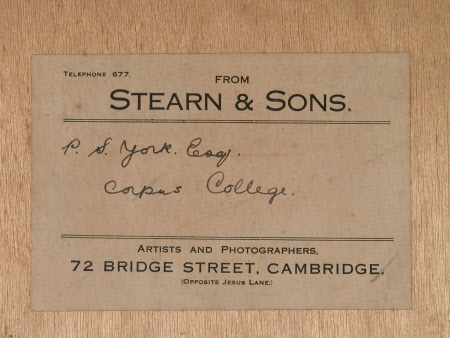 TELEPHONE 677.
FROM
STEARN & SONS.
P. S. York. Esq.
Corpus College.
ARTISTS AND PHOTOGRAPHERS,
72 BRIDGE STREET, CAMBRIDGE.
(OPPOSITE JESUS LANE.)